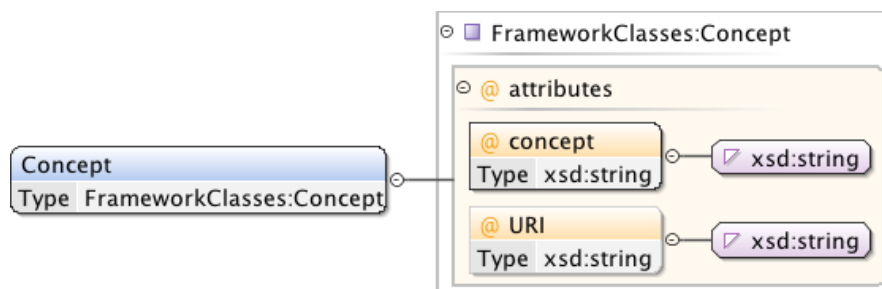 FrameworkClasses:Concept
@ attributes
@ concept
Type xsd:string
xsd:string
Concept
Type FrameworkClasses:Concept
@ URI
Type xsd:string
xsd:string